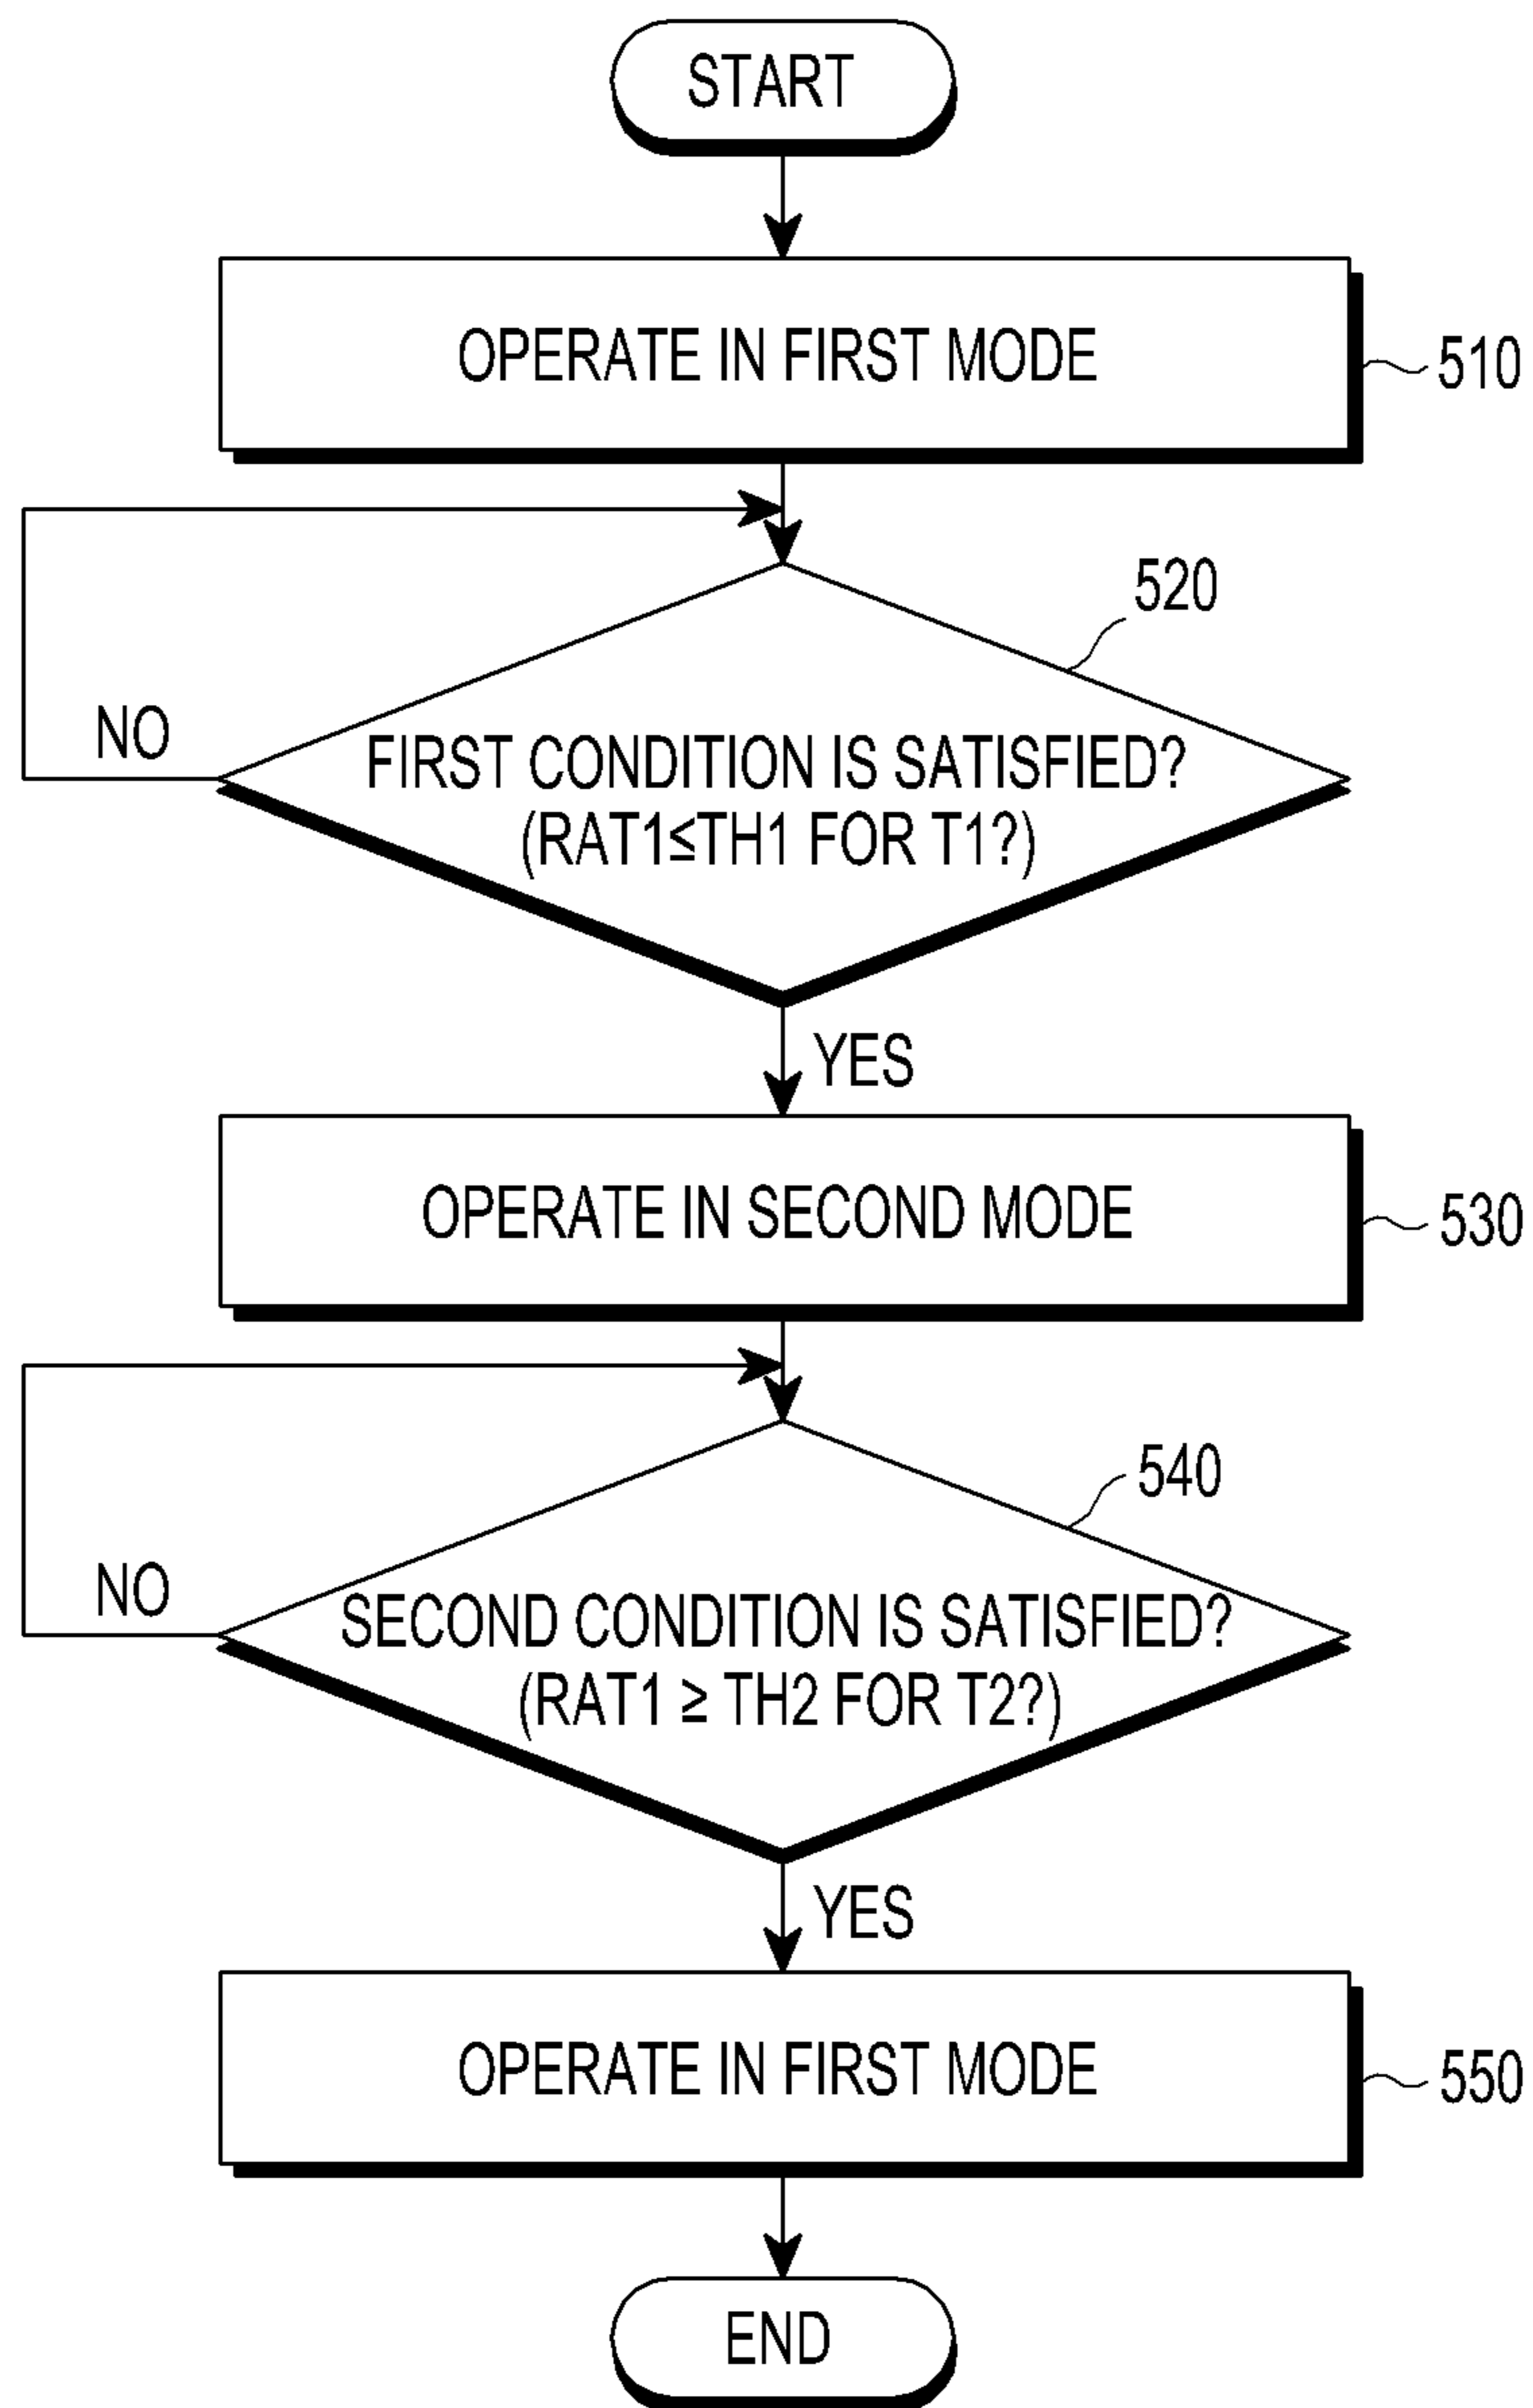 START
OPERATE IN FIRST MODE
510
520
NO
FIRST CONDITION IS SATISFIED?
(RAT1≤TH1 FOR T1?)
YES
OPERATE IN SECOND MODE
530
540
NO
SECOND CONDITION IS SATISFIED?
(RAT1 ≥ TH2 FOR T2?)
YES
OPERATE IN FIRST MODE
550
END